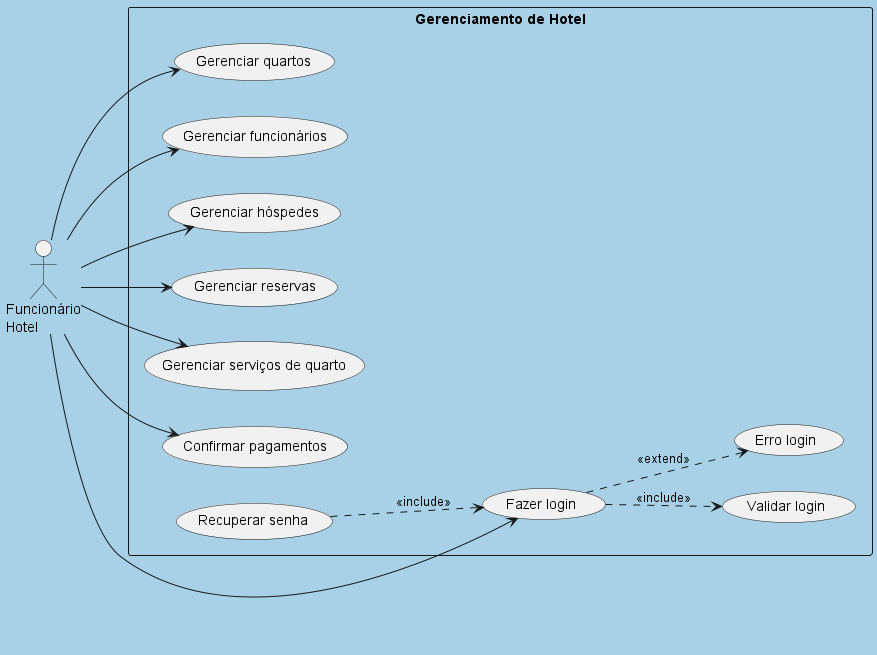 Gerenciamento de Hotel
Gerenciar quartos
Gerenciar funcionários
Gerenciar hóspedes
Gerenciar reservas
Funcionário
Hotel
Gerenciar serviços de quarto
Confirmar pagamentos
Erro login
«extend»
«include»
«include»
Fazer login
Validar login
Recuperar senha